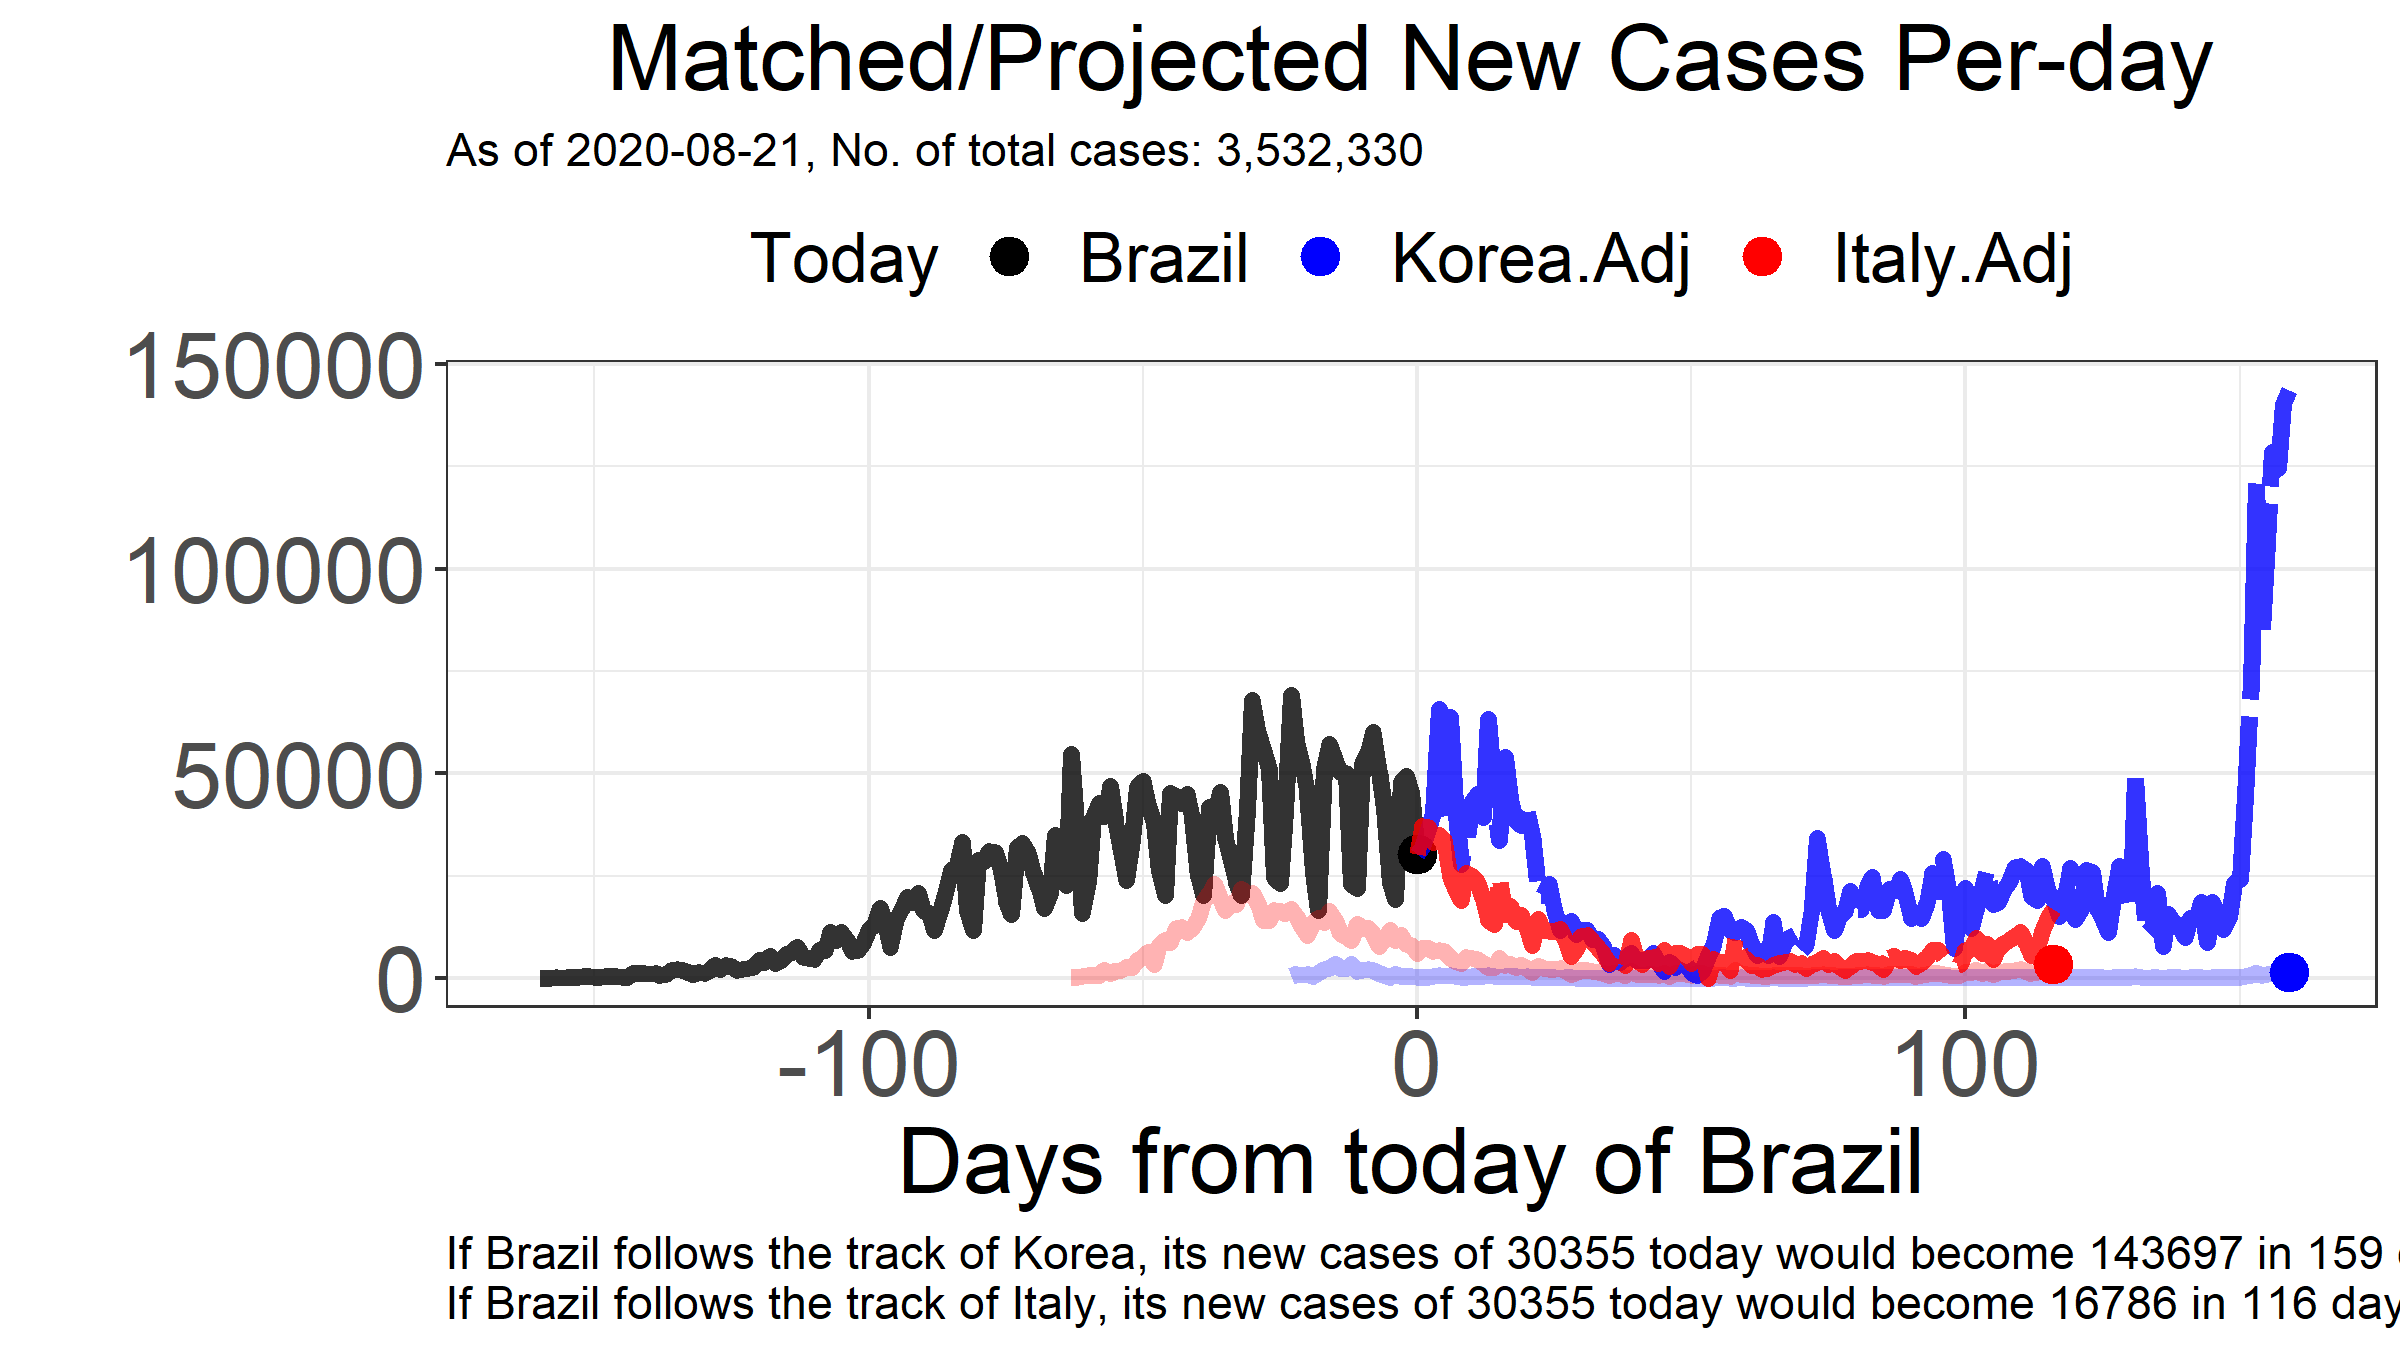 Matched/Projected New Cases Per-day
As of 2020-08-21, No. of total cases: 3,532,330
Today Brazil Korea.Adj Italy.Adj
150000
100000
50000
0
-100 0 100
Days from today of Brazil
If Brazil follows the track of Korea, its new cases of 30355 today would become 143697 in 159
If Brazil follows the track of Italy, its new cases of 30355 today would become 16786 in 116 day